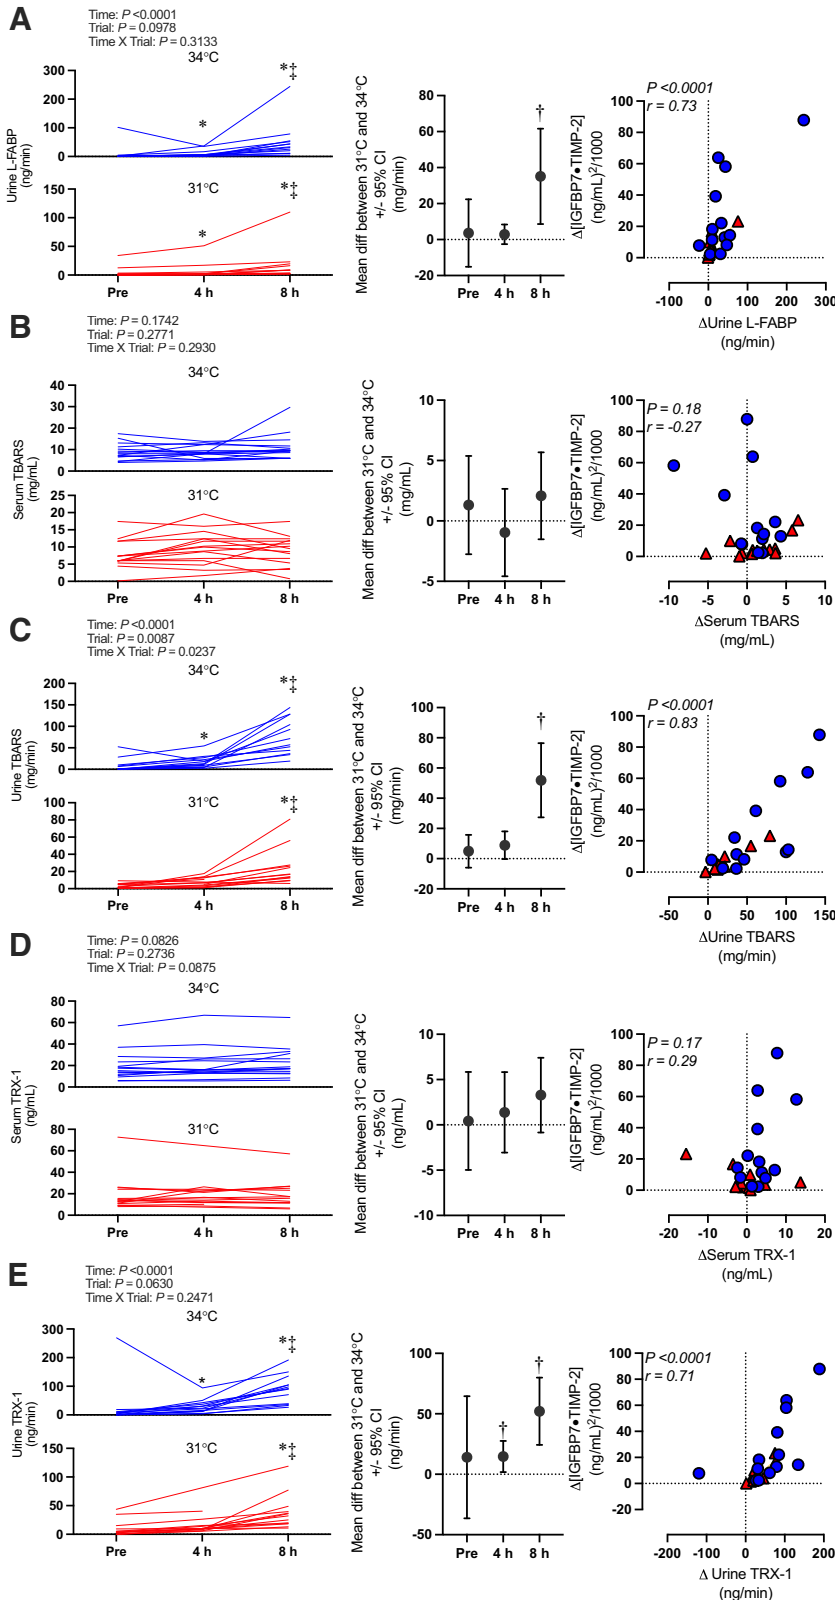 A
Time: P <0.0001
Trial: P = 0.0978
Time X Trial: P = 0.3133
34°C
*‡
*
300
200
100
0
Urine L-FABP
(ng/min)
31°C
*‡
*
150
100
50
0
Pre 4 h 8 h
Mean diff between 31°C and 34°C
+/- 95% CI
(mg/min)
80
60
40
20
0
-20
†
Pre 4 h 8 h
Δ[IGFBP7•TIMP-2]
(ng/mL)²/1000
P <0.0001
r = 0.73
100
80
60
40
20
0
-100 0 100 200 300
ΔUrine L-FABP
(ng/min)
B
Time: P = 0.1742
Trial: P = 0.2771
Time X Trial: P = 0.2930
34°C
40
30
20
10
0
Serum TBARS
(mg/mL)
31°C
25
20
15
10
5
0
Pre 4 h 8 h
Mean diff between 31°C and 34°C
+/- 95% CI
(mg/mL)
10
5
0
-5
Pre 4 h 8 h
Δ[IGFBP7•TIMP-2]
(ng/mL)²/1000
P = 0.18
r = -0.27
100
80
60
40
20
0
-10 -5 0 5 10
ΔSerum TBARS
(mg/mL)
C
Time: P <0.0001
Trial: P = 0.0087
Time X Trial: P = 0.0237
34°C
*‡
*
200
150
100
50
0
Urine TBARS
(mg/min)
31°C
*‡
100
80
60
40
20
0
Pre 4 h 8 h
Mean diff between 31°C and 34°C
+/- 95% CI
(mg/min)
100
80
60
40
20
0
-20
†
Pre 4 h 8 h
Δ[IGFBP7•TIMP-2]
(ng/mL)²/1000
P <0.0001
r = 0.83
100
80
60
40
20
0
-50 0 50 100 150
ΔUrine TBARS
(mg/min)
D
Time: P = 0.0826
Trial: P = 0.2736
Time X Trial: P = 0.0875
34°C
80
60
40
20
0
Serum TRX-1
(ng/mL)
31°C
80
60
40
20
0
Pre 4 h 8 h
Mean diff between 31°C and 34°C
+/- 95% CI
(ng/mL)
10
5
0
-5
-10
Pre 4 h 8 h
Δ[IGFBP7•TIMP-2]
(ng/mL)²/1000
P = 0.17
r = 0.29
100
80
60
40
20
0
-20 -10 0 10 20
ΔSerum TRX-1
(ng/mL)
E
Time: P <0.0001
Trial: P = 0.0630
Time X Trial: P = 0.2471
34°C
*‡
*
300
200
100
0
Urine TRX-1
(ng/min)
31°C
*‡
150
100
50
0
Pre 4 h 8 h
Mean diff between 31°C and 34°C
+/- 95% CI
(ng/min)
100
50
0
-50
†
†
Pre 4 h 8 h
Δ[IGFBP7•TIMP-2]
(ng/mL)²/1000
P <0.0001
r = 0.71
100
80
60
40
20
0
-20
-200 -100 0 100 200
Δ Urine TRX-1
(ng/min)